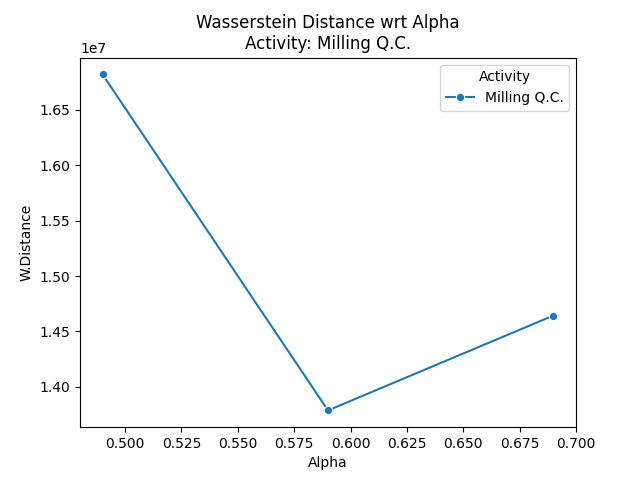 Wasserstein Distance wrt Alpha
Activity: Milling Q.C.
1e7
Activity
Milling Q.C.
1.65
1.60
1.55
1.50
1.45
1.40
W.Distance
0.500 0.525 0.550 0.575 0.600 0.625 0.650 0.675 0.700
Alpha